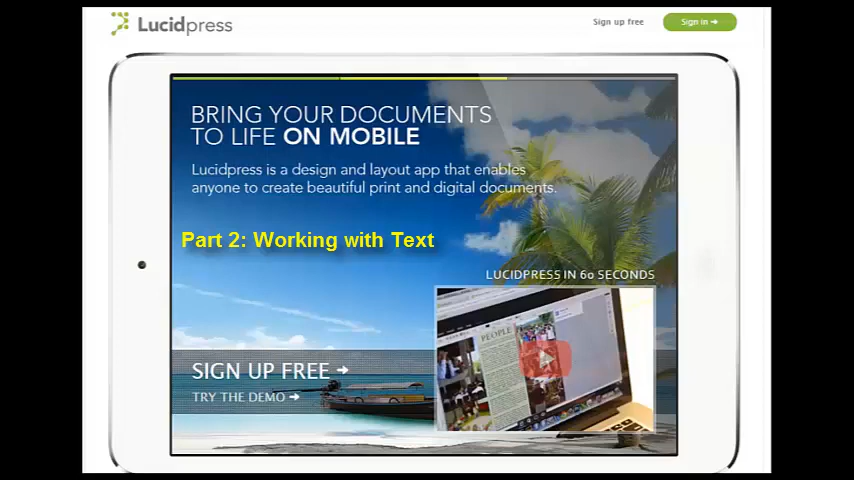 Lucidpress
Sign up free
Sign in
BRING YOUR DOCUMENTS
TO LIFE ON MOBILE
Lucidpress is a design and layout app that enables
anyone to create beautiful print and digital documents.
Part 2: Working with Text
LUCIDPRESS IN 60 SECONDS
PEOPLE
SIGN UP FREE
TRY THE DEMO